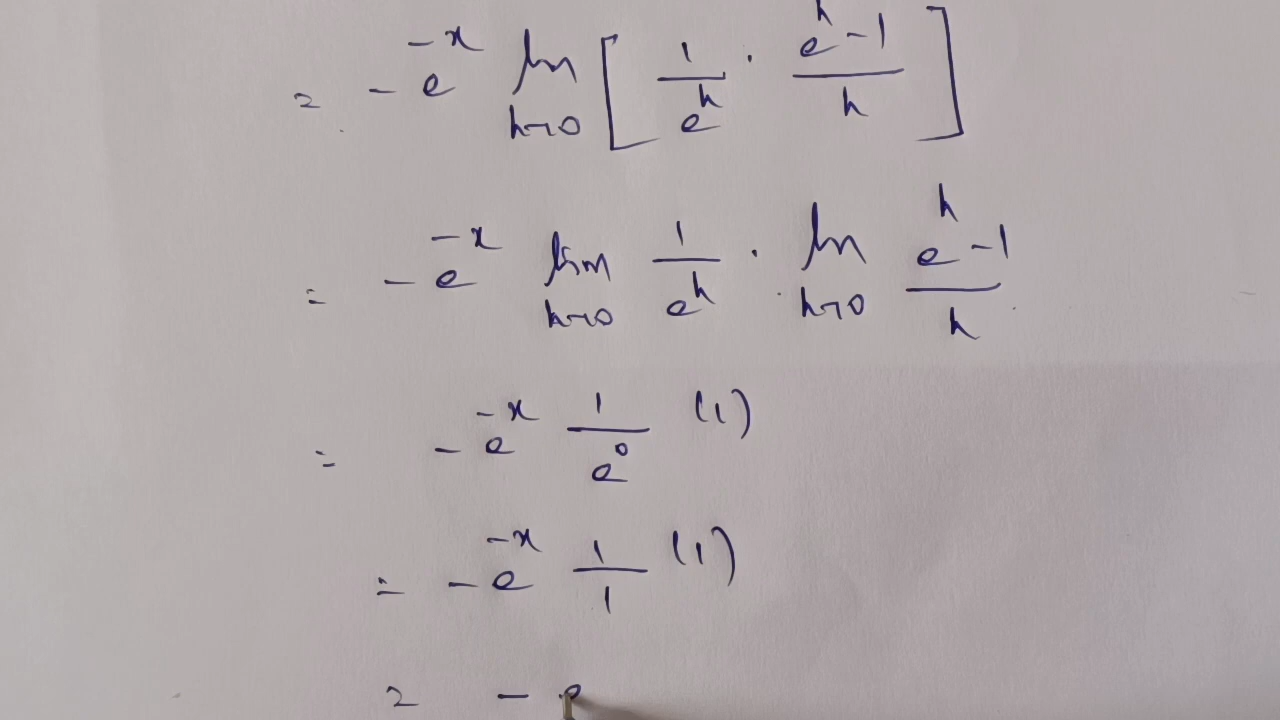 = -e^{-x} lim_{h→0} [ 1/e^h · (e^h - 1)/h ]
= -e^{-x} lim_{h→0} 1/e^h · lim_{h→0} (e^h - 1)/h
= -e^{-x} 1/e^0 (1)
= -e^{-x} 1/1 (1)
= -e